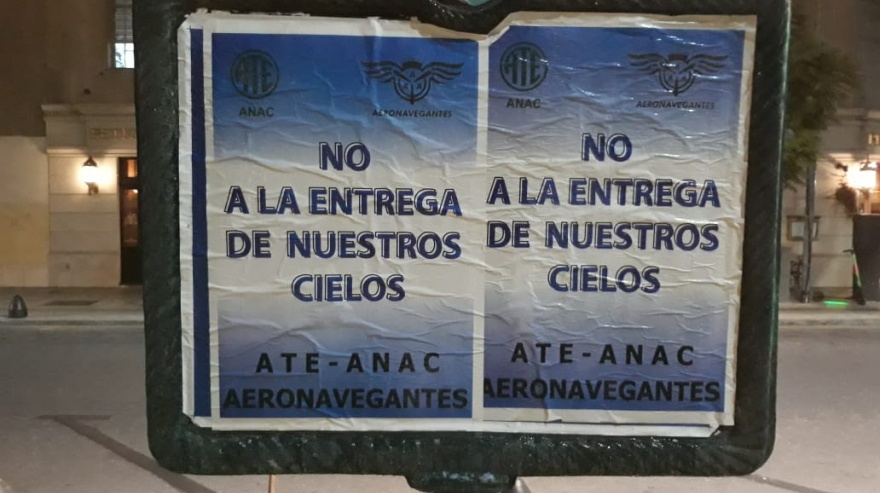 ATE
ANAC
AERONAVEGANTES
NO
A LA ENTREGA
DE NUESTROS
CIELOS
ATE-ANAC
AERONAVEGANTES
ATE
ANAC
AERONAVEGANTES
NO
A LA ENTREGA
DE NUESTROS
CIELOS
ATE-ANAC
AERONAVEGANTES